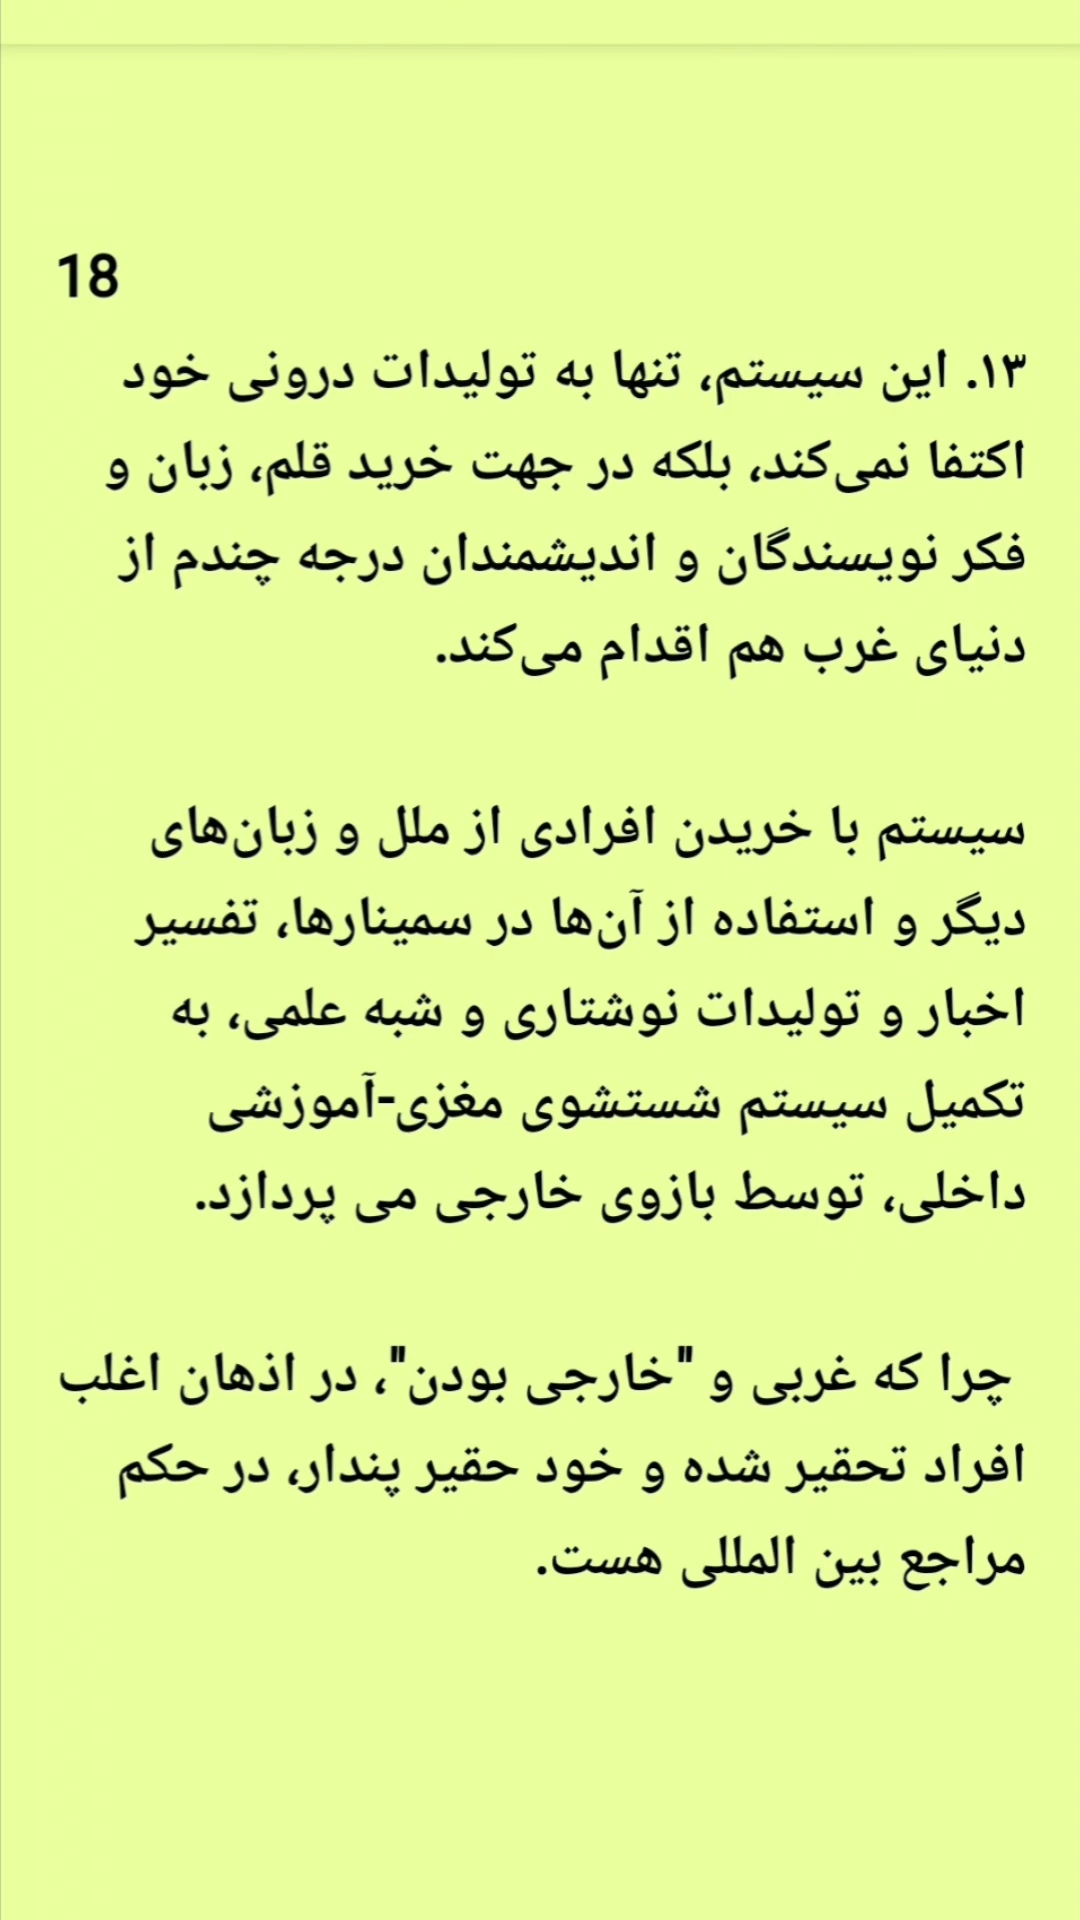 18
۱۳. این سیستم، تنها به تولیدات درونی خود
اکتفا نمی‌کند، بلکه در جهت خرید قلم، زبان و
فکر نویسندگان و اندیشمندان درجه چندم از
دنیای غرب هم اقدام می‌کند.
سیستم با خریدن افرادی از ملل و زبان‌های
دیگر و استفاده از آن‌ها در سمینارها، تفسیر
اخبار و تولیدات نوشتاری و شبه علمی، به
تکمیل سیستم شستشوی مغزی-آموزشی
داخلی، توسط بازوی خارجی می پردازد.
چرا که غربی و "خارجی بودن"، در اذهان اغلب
افراد تحقیر شده و خود حقیر پندار، در حکم
مراجع بین المللی هست.